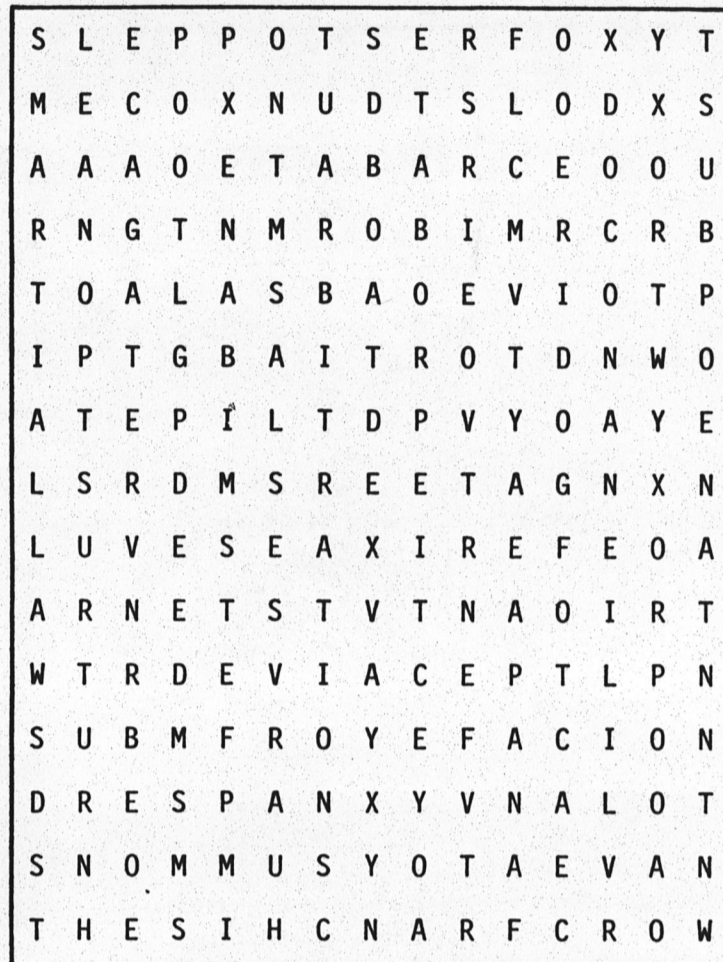 S L E P P O T S E R F O X Y T
M E C O X N U D T S L O D X S
A A A O E T A B A R C E O O U
R N G T N M R O B I M R C R B
T O A L A S B A O E V I O T P
I P T G B A I T R O T D N W O
A T E P I L T D P V Y O A Y E
L S R D M S R E E T A G N X N
L U V E S E A X I R E F E O A
A R N E T S T V T N A O I R T
W T R D E V I A C E P T L P N
S U B M F R O Y E F A C I O N
D R E S P A N X Y V N A L O T
S N O M M U S Y O T A E V A N
T H E S I H C N A R F C R O W